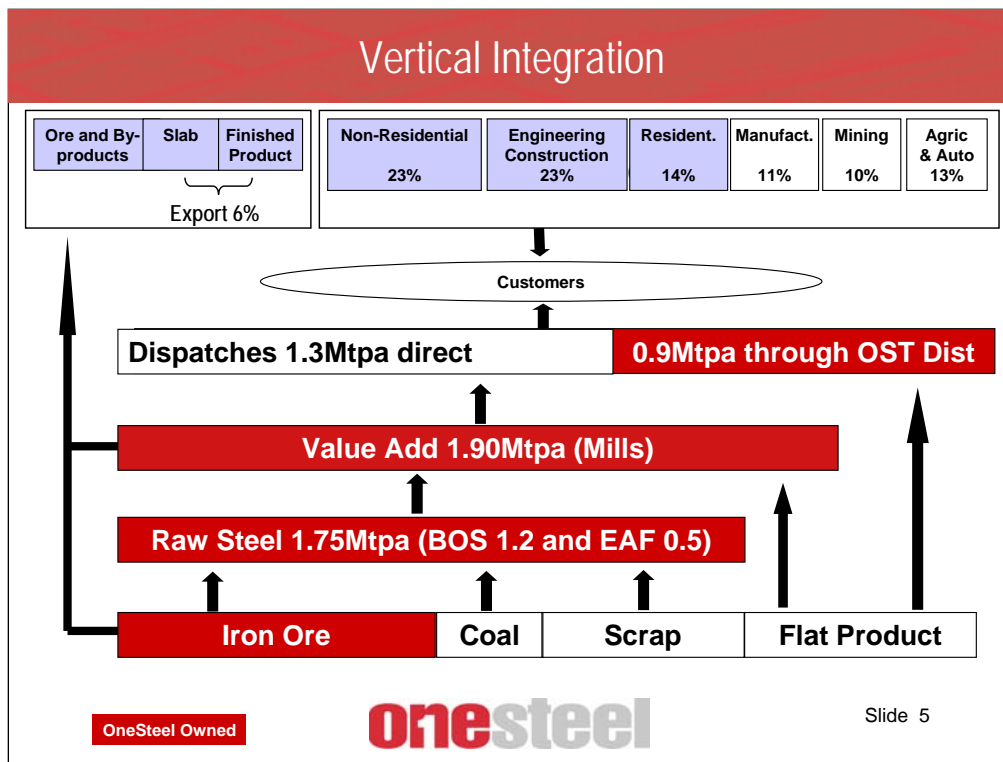 Vertical Integration
Ore and By-
products
Slab
Finished
Product
Export 6%
Non-Residential
23%
Engineering
Construction
23%
Resident.
14%
Manufact.
11%
Mining
10%
Agric
& Auto
13%
Customers
Dispatches 1.3Mtpa direct
0.9Mtpa through OST Dist
Value Add 1.90Mtpa (Mills)
Raw Steel 1.75Mtpa (BOS 1.2 and EAF 0.5)
Iron Ore
Coal
Scrap
Flat Product
OneSteel Owned
onesteel
Slide 5